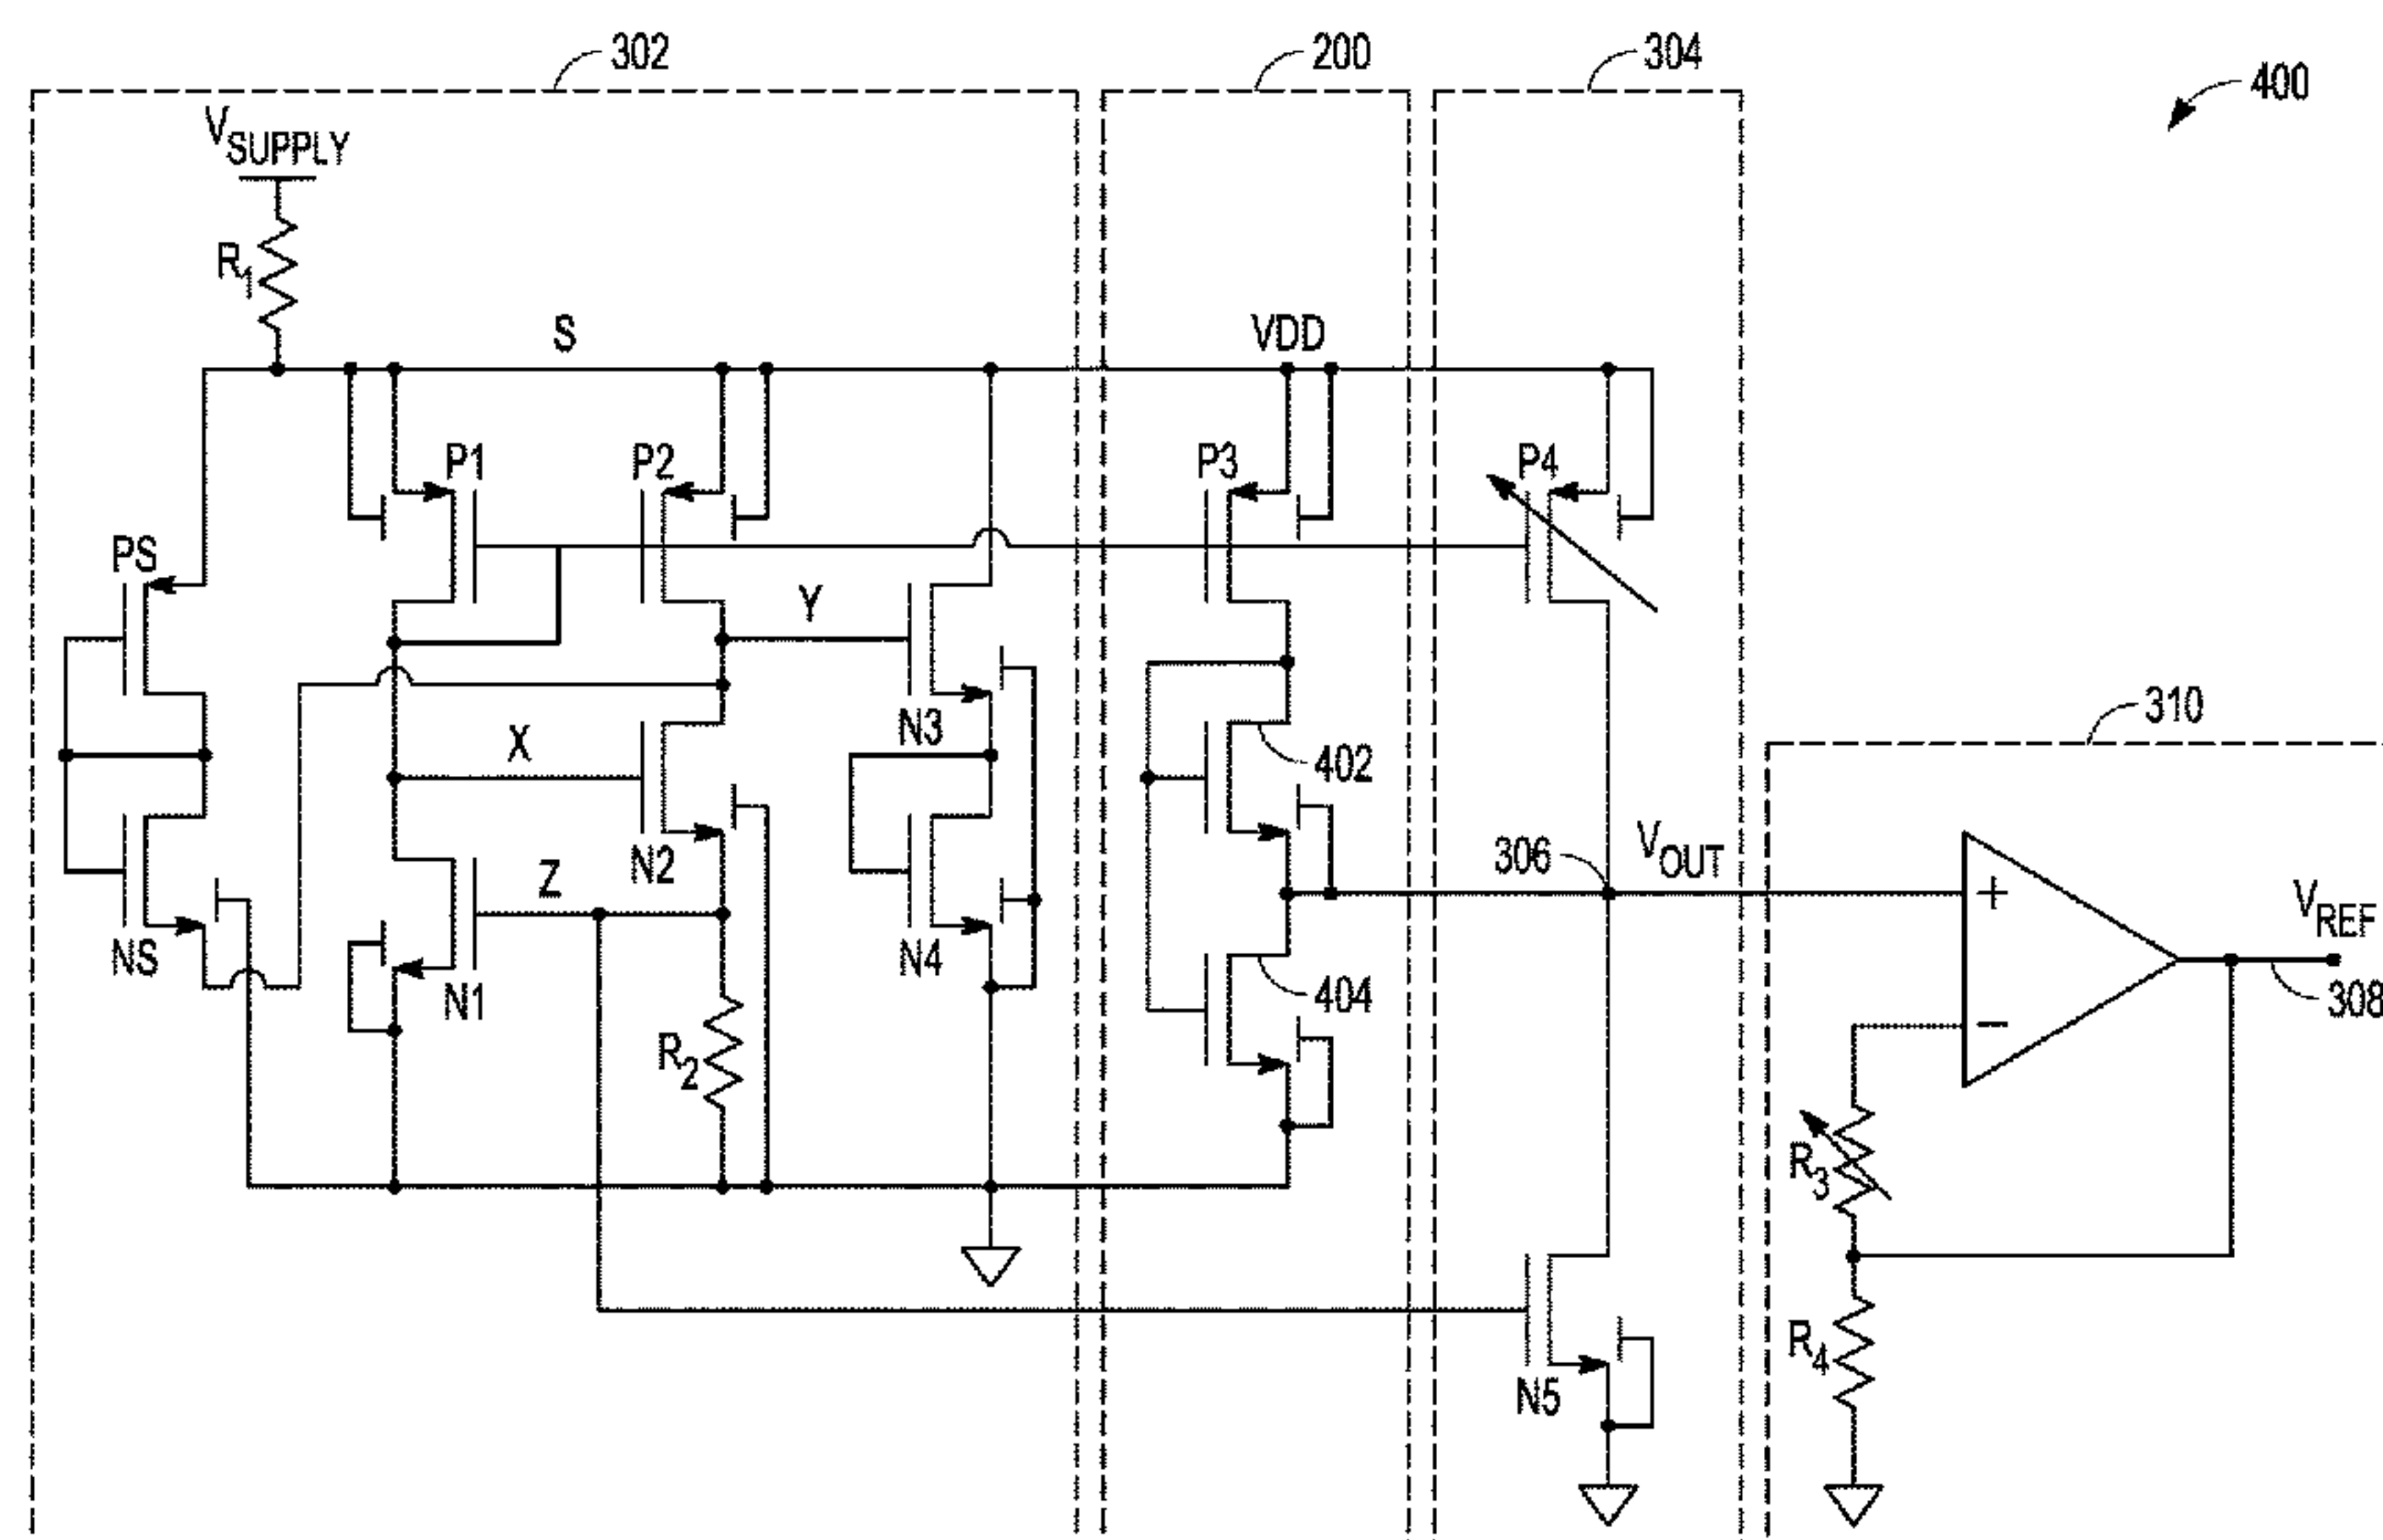 302
200
304
400
VSUPPLY
R1
S
VDD
P1
P2
P3
P4
PS
Y
N3
X
402
310
N2
Z
306
VOUT
+
VREF
NS
N1
N4
404
−
308
R2
R3
R4
N5